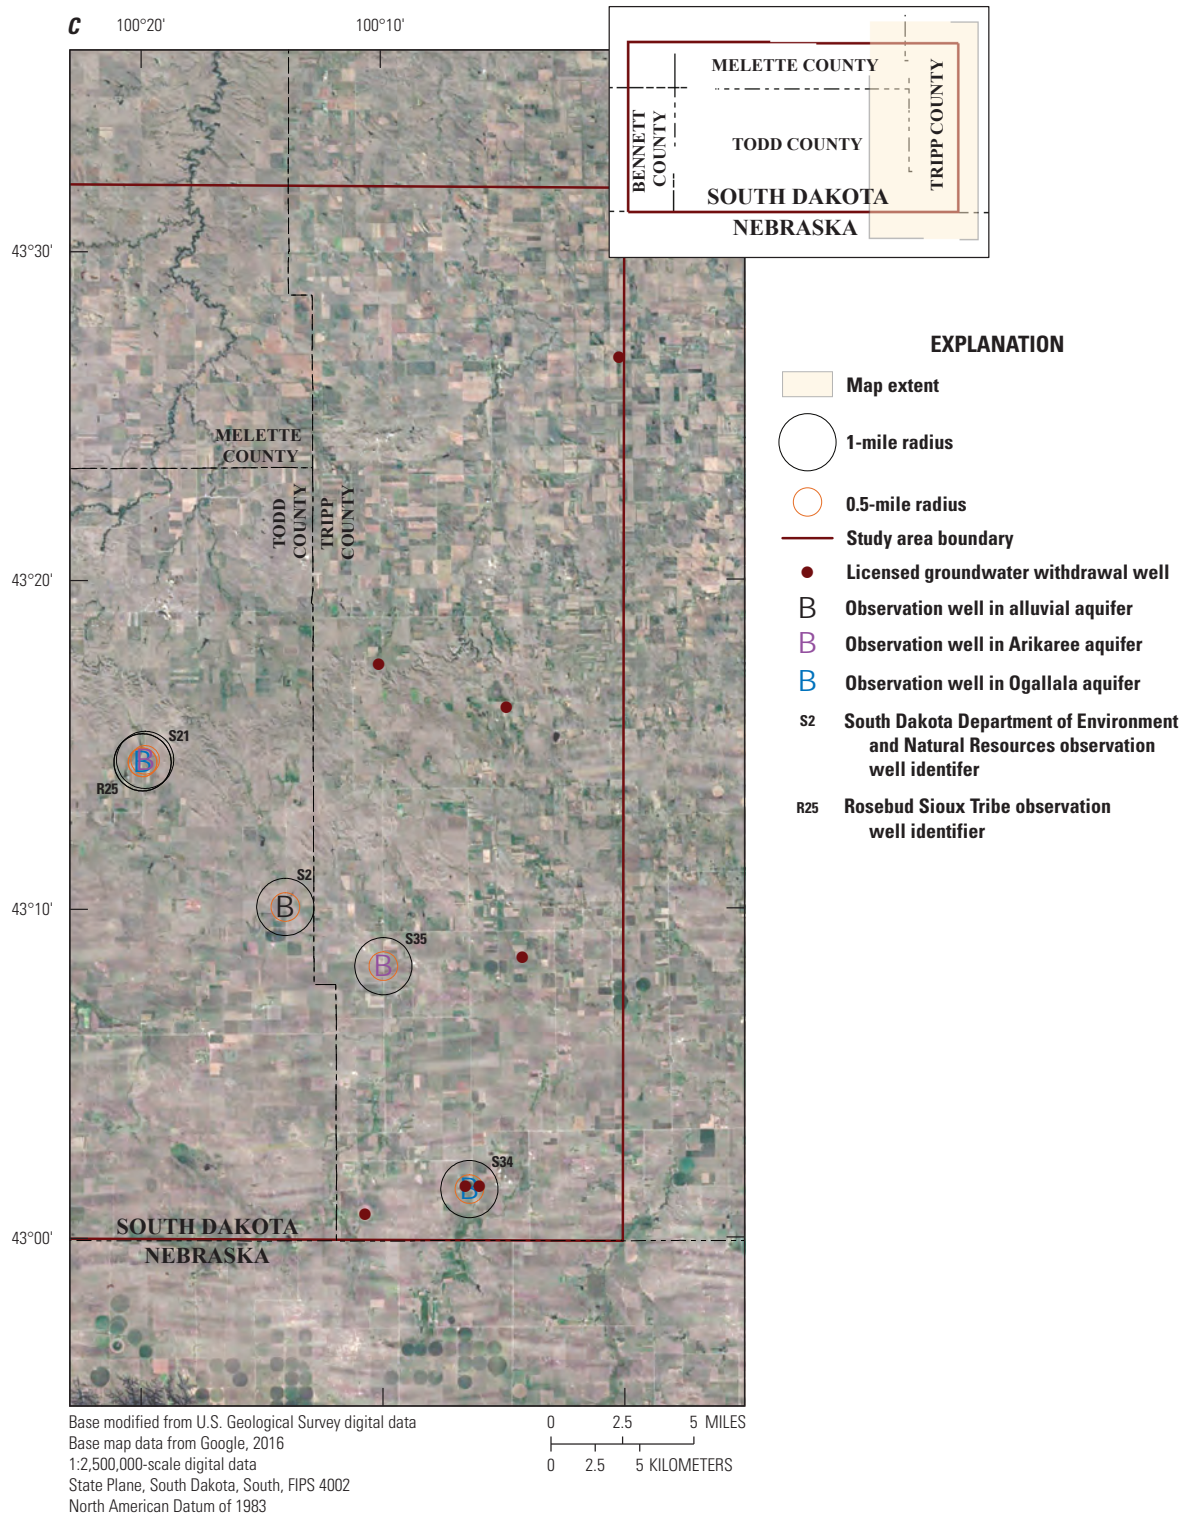 C
100°20'
100°10'
MELETTE COUNTY
BENNETT
COUNTY
TODD COUNTY
TRIPP COUNTY
SOUTH DAKOTA
NEBRASKA
43°30'
EXPLANATION
Map extent
1-mile radius
0.5-mile radius
Study area boundary
Licensed groundwater withdrawal well
B Observation well in alluvial aquifer
B Observation well in Arikaree aquifer
B Observation well in Ogallala aquifer
S2 South Dakota Department of Environment
and Natural Resources observation
well identifer
R25 Rosebud Sioux Tribe observation
well identifier
MELETTE
COUNTY
TODD
COUNTY
TRIPP
COUNTY
43°20'
S21
B
R25
S2
B
43°10'
S35
B
S34
B
43°00'
SOUTH DAKOTA
NEBRASKA
Base modified from U.S. Geological Survey digital data
Base map data from Google, 2016
1:2,500,000-scale digital data
State Plane, South Dakota, South, FIPS 4002
North American Datum of 1983
0 2.5 5 MILES
0 2.5 5 KILOMETERS